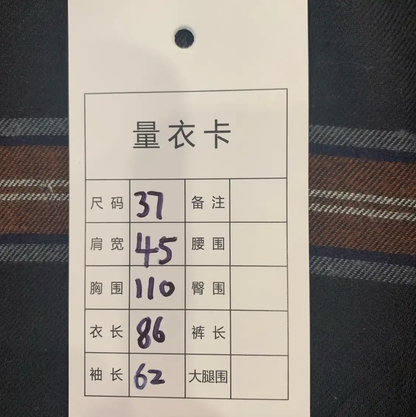 量衣卡
尺码 37 备注
肩宽 45 腰围
胸围 110 臀围
衣长 86 裤长
袖长 62 大腿围